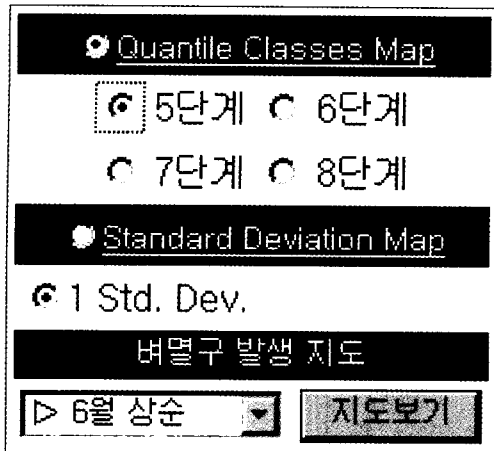 Quantile Classes Map
5단계 6단계
7단계 8단계
Standard Deviation Map
1 Std. Dev.
벼멸구 발생 지도
▷ 6월 상순 지도보기